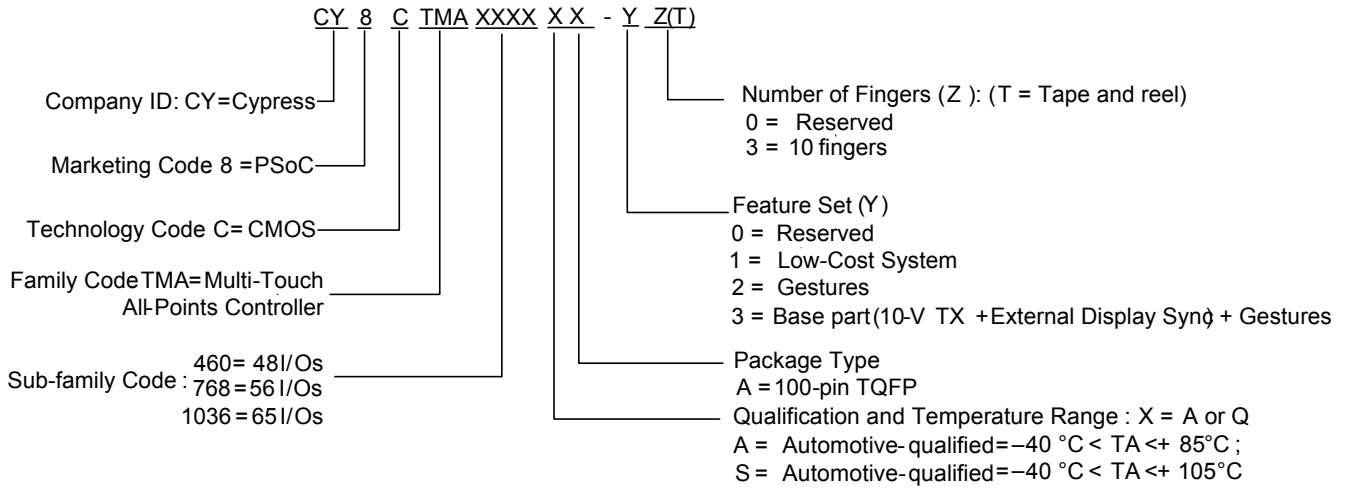 CY 8 C TMA XXXX X X - Y Z(T)
Company ID: CY=Cypress
Marketing Code 8 =PSoC
Technology Code C= CMOS
Family Code TMA= Multi-Touch
All-Points Controller
Sub-family Code :
460= 48 I/Os
768 = 56 I/Os
1036 = 65 I/Os
Number of Fingers (Z ): (T = Tape and reel)
0 = Reserved
3 = 10 fingers
Feature Set (Y)
0 = Reserved
1 = Low-Cost System
2 = Gestures
3 = Base part (10-V TX +External Display Sync) + Gestures
Package Type
A = 100-pin TQFP
Qualification and Temperature Range : X = A or Q
A = Automotive-qualified=–40 °C < TA <+ 85°C ;
S = Automotive-qualified=–40 °C < TA <+ 105°C